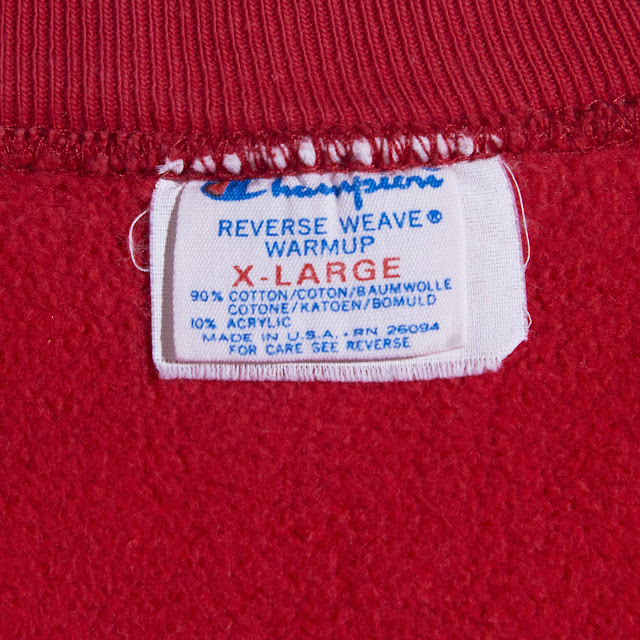 Champion
REVERSE WEAVE®
WARMUP
X-LARGE
90% COTTON/COTON/BAUMWOLLE
COTONE/KATOEN/BOMULD
10% ACRYLIC
MADE IN U.S.A. • RN 26094
FOR CARE SEE REVERSE